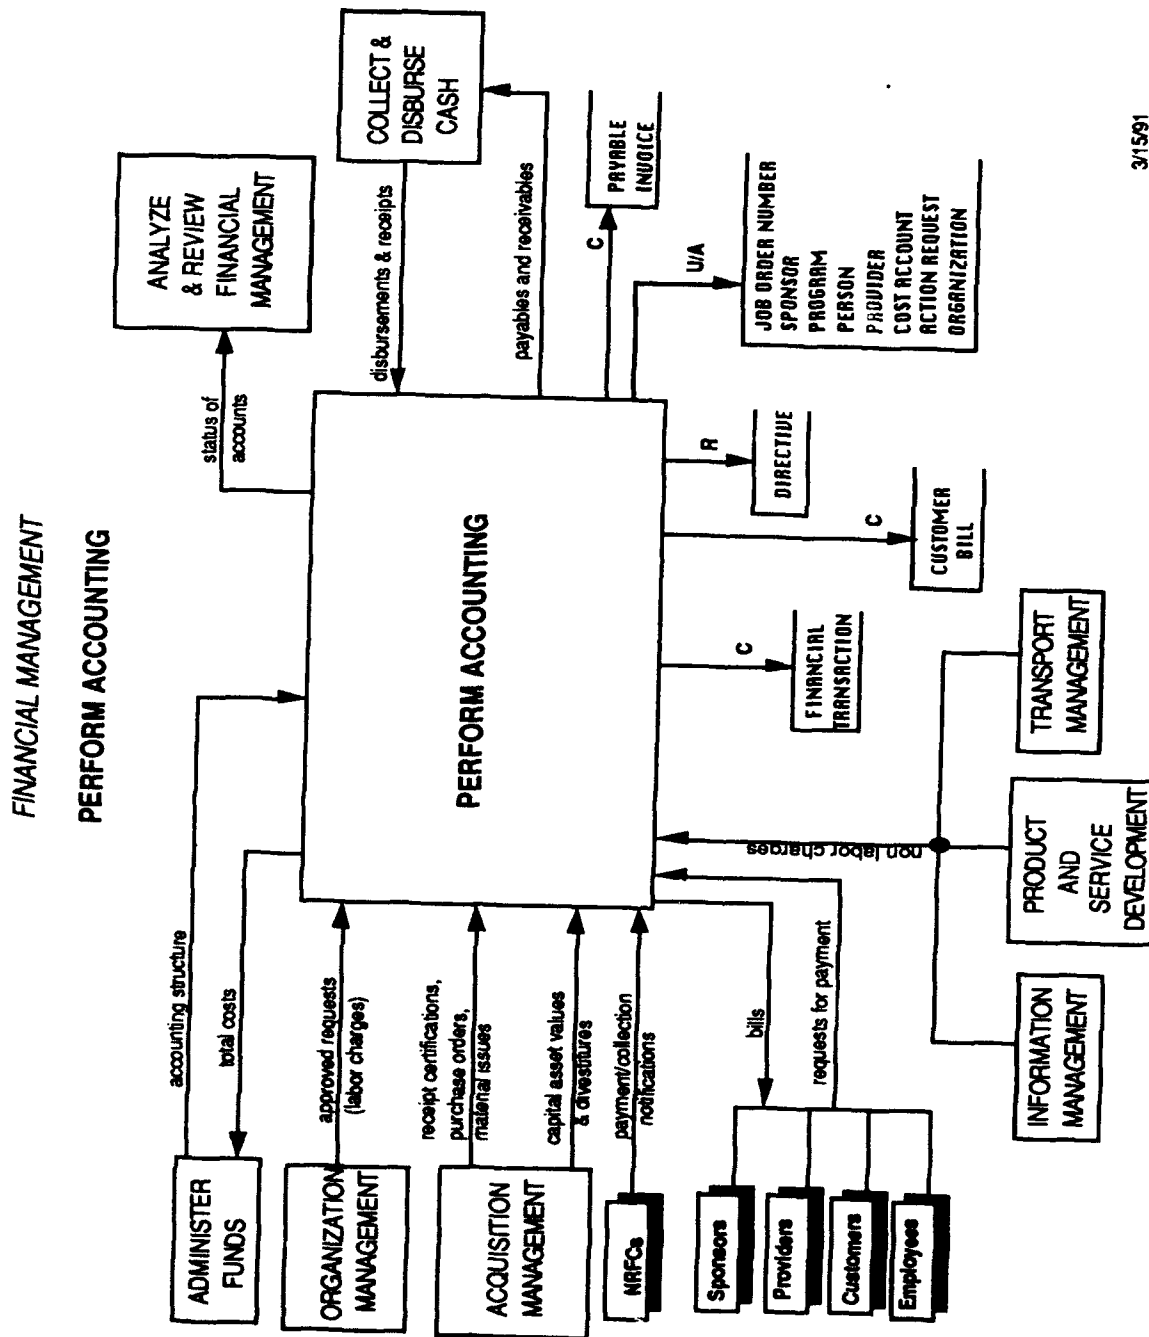 FINANCIAL MANAGEMENT
PERFORM ACCOUNTING
ADMINISTER
FUNDS
accounting structure
total costs
ANALYZE
& REVIEW
FINANCIAL
MANAGEMENT
status of
accounts
COLLECT &
DISBURSE
CASH
disbursements & receipts
payables and receivables
ORGANIZATION
MANAGEMENT
approved requests
(labor charges)
ACQUISITION
MANAGEMENT
receipt certifications,
purchase orders,
material issues
capital asset values
& divestitures
NRFCs
payment/collection
notifications
PERFORM ACCOUNTING
C
PAYABLE
INVOICE
U/A
JOB ORDER NUMBER
SPONSOR
PROGRAM
PERSON
PROVIDER
COST ACCOUNT
ACTION REQUEST
ORGANIZATION
R
DIRECTIVE
C
CUSTOMER
BILL
C
FINANCIAL
TRANSACTION
Sponsors
Providers
Customers
Employees
bills
requests for payment
non labor charges
INFORMATION
MANAGEMENT
PRODUCT
AND
SERVICE
DEVELOPMENT
TRANSPORT
MANAGEMENT
3/15/91